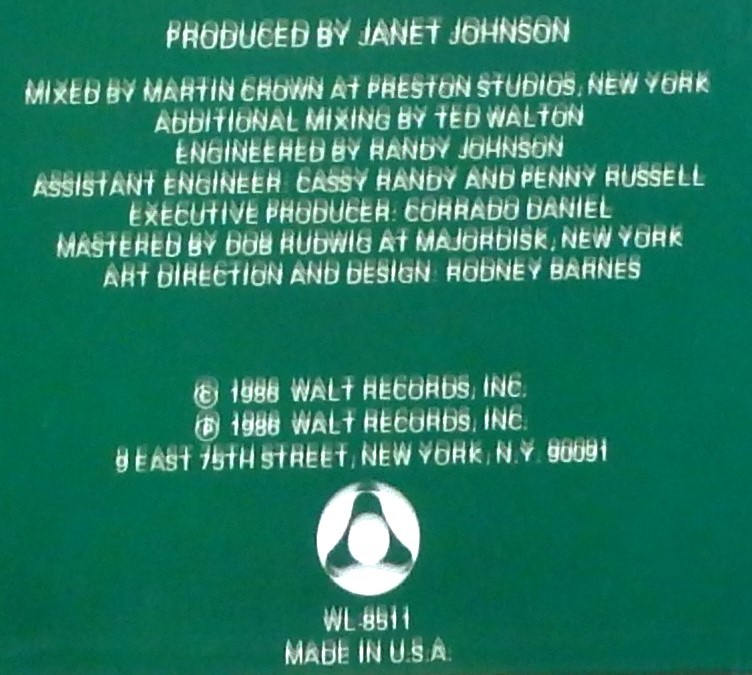 PRODUCED BY JANET JOHNSON
MIXED BY MARTIN CROWN AT PRESTON STUDIOS, NEW YORK
ADDITIONAL MIXING BY TED WALTON
ENGINEERED BY RANDY JOHNSON
ASSISTANT ENGINEER: CASSY RANDY AND PENNY RUSSELL
EXECUTIVE PRODUCER: CORRADO DANIEL
MASTERED BY DOB RUDWIG AT MAJORDISK, NEW YORK
ART DIRECTION AND DESIGN: RODNEY BARNES
© 1986 WALT RECORDS, INC.
℗ 1986 WALT RECORDS, INC.
9 EAST 75TH STREET, NEW YORK, N.Y. 90091
WL-8511
MADE IN U.S.A.